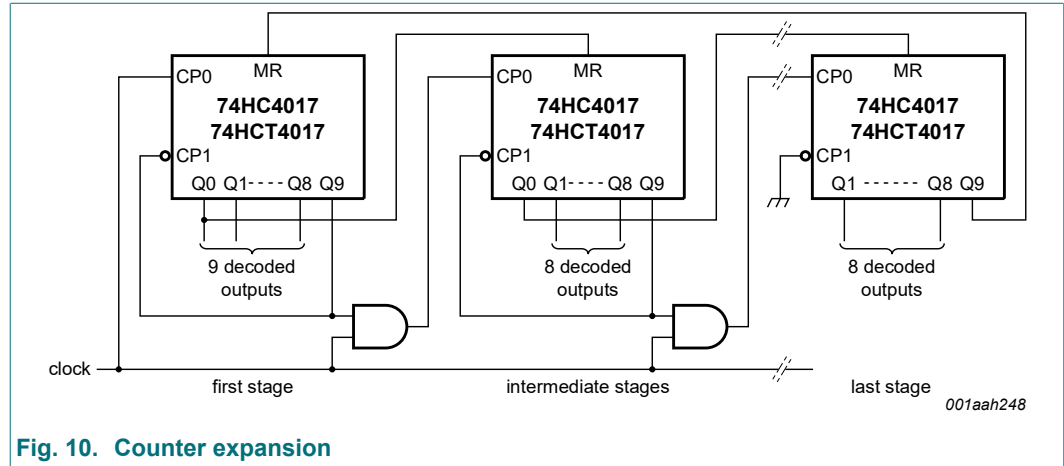 CP0
MR
74HC4017
74HCT4017
CP1
Q0 Q1 - - - - Q8 Q9
9 decoded
outputs
CP0
MR
74HC4017
74HCT4017
CP1
Q0 Q1 - - - - Q8 Q9
8 decoded
outputs
CP0
MR
74HC4017
74HCT4017
CP1
Q1 - - - - - - Q8 Q9
8 decoded
outputs
clock
first stage
intermediate stages
last stage
001aah248
Fig. 10. Counter expansion